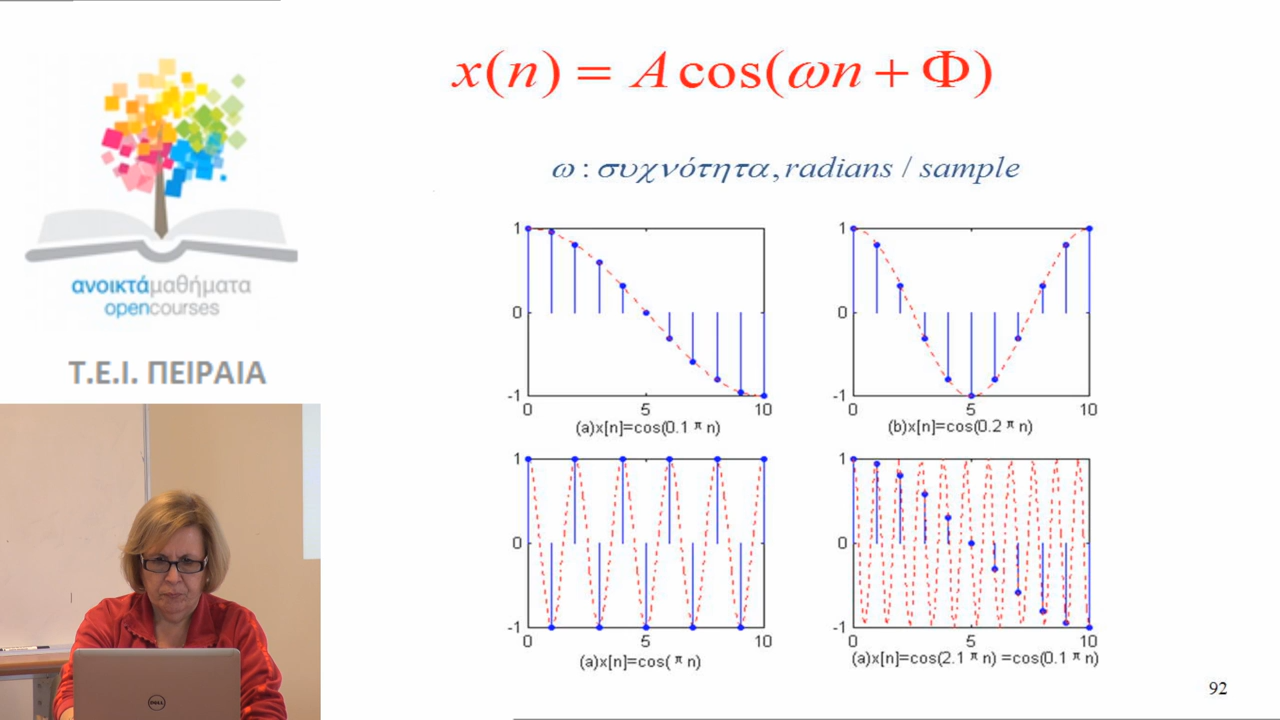 x(n) = A cos(ωn + Φ)
ω : συχνότητα, radians / sample
ανοικτάμαθήματα
opencourses
Τ.Ε.Ι. ΠΕΙΡΑΙΑ
1
0
-1
0 5 10
(a)x[n]=cos(0.1 π n)
1
0
-1
0 5 10
(b)x[n]=cos(0.2 π n)
1
0
-1
0 5 10
(a)x[n]=cos( π n)
1
0
-1
0 5 10
(a)x[n]=cos(2.1 π n) =cos(0.1 π n)
DELL
92